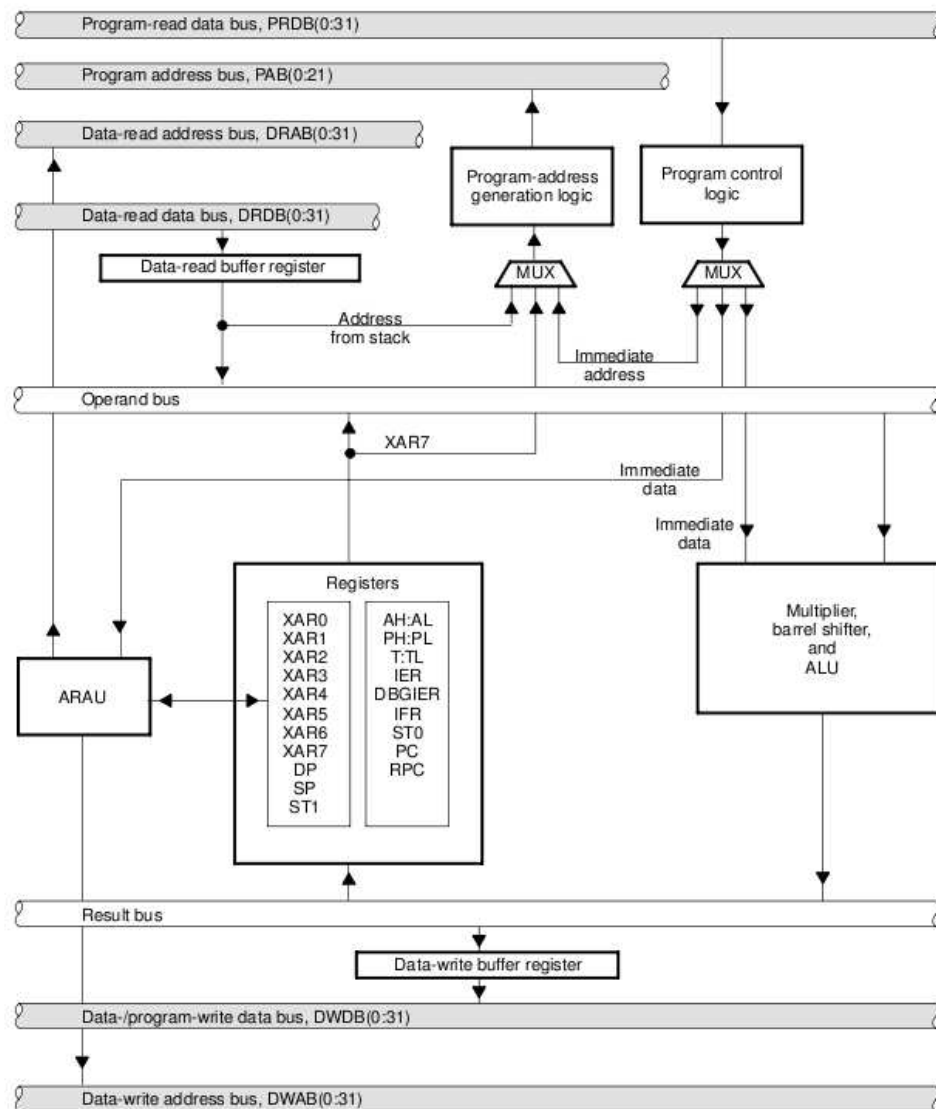 Program-read data bus, PRDB(0:31)
Program address bus, PAB(0:21)
Data-read address bus, DRAB(0:31)
Program-address
generation logic
Program control
logic
Data-read data bus, DRDB(0:31)
Data-read buffer register
MUX
MUX
Address
from stack
Immediate
address
Operand bus
XAR7
Immediate
data
Immediate
data
Registers
XAR0
XAR1
XAR2
XAR3
XAR4
XAR5
XAR6
XAR7
DP
SP
ST1
AH:AL
PH:PL
T:TL
IER
DBGIER
IFR
ST0
PC
RPC
Multiplier,
barrel shifter,
and
ALU
ARAU
Result bus
Data-write buffer register
Data-/program-write data bus, DWDB(0:31)
Data-write address bus, DWAB(0:31)